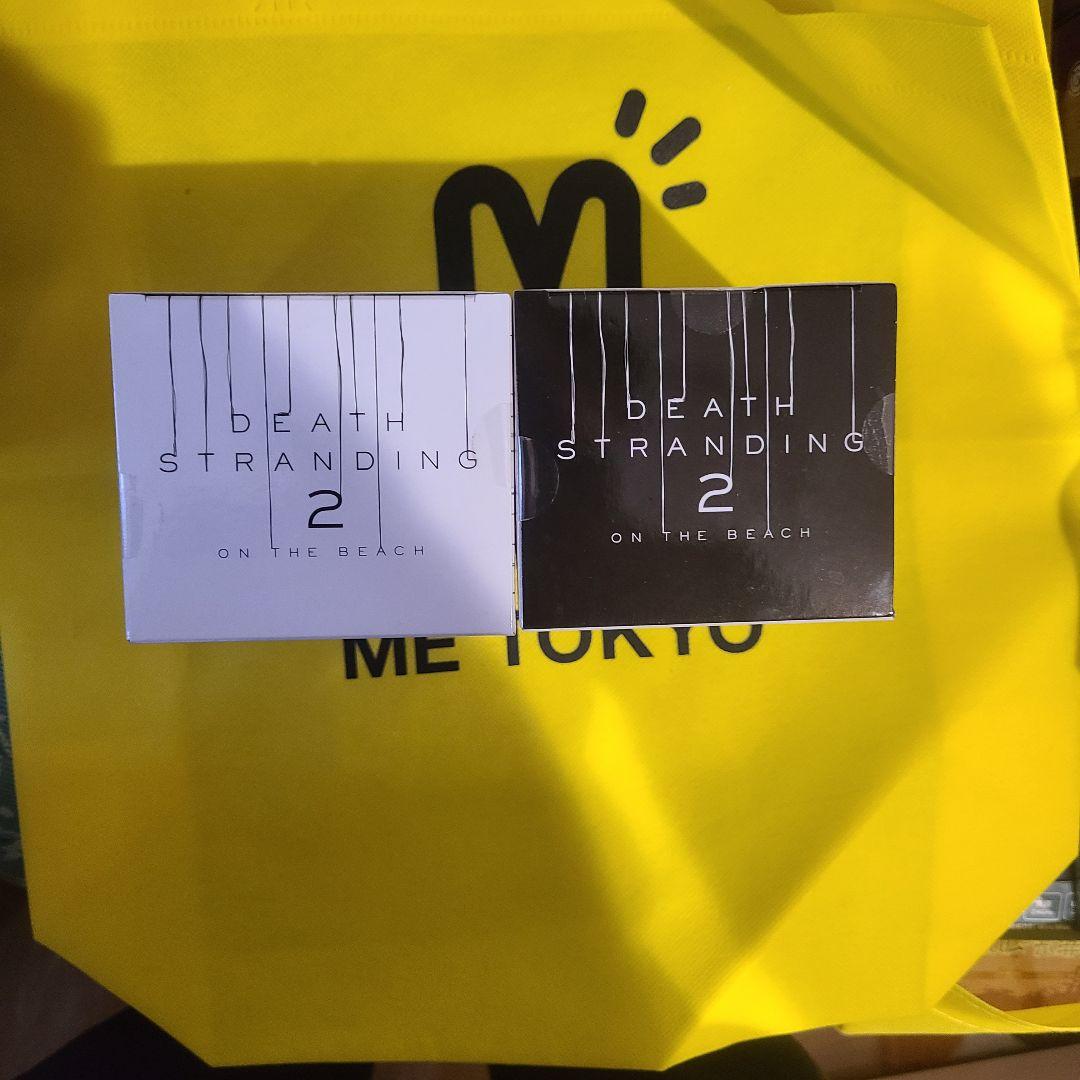 DEATH
STRANDING
2
ON THE BEACH
DEATH
STRANDING
2
ON THE BEACH
M
ME TOKYO